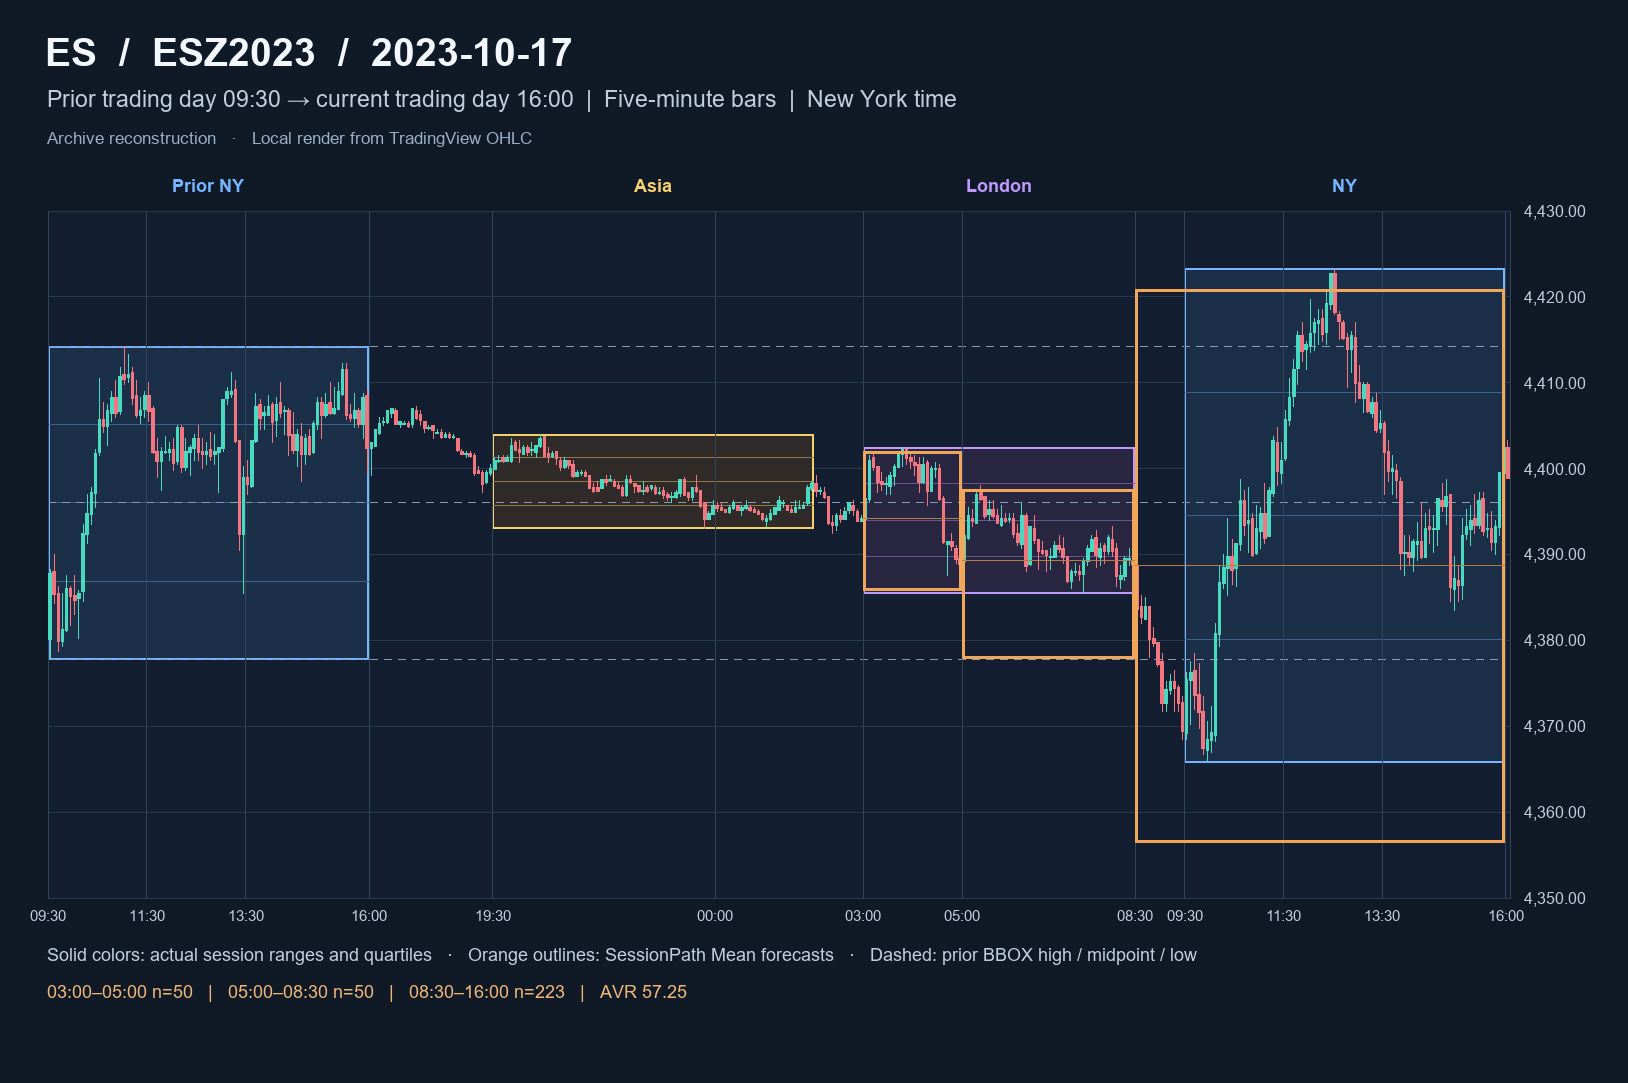 ES / ESZ2023 / 2023-10-17
Prior trading day 09:30 → current trading day 16:00 | Five-minute bars | New York time
Archive reconstruction · Local render from TradingView OHLC
Prior NY Asia London NY
4,430.00
4,420.00
4,410.00
4,400.00
4,390.00
4,380.00
4,370.00
4,360.00
4,350.00
09:30 11:30 13:30 16:00 19:30 00:00 03:00 05:00 08:30 09:30 11:30 13:30 16:00
Solid colors: actual session ranges and quartiles · Orange outlines: SessionPath Mean forecasts · Dashed: prior BBOX high / midpoint / low
03:00–05:00 n=50 | 05:00–08:30 n=50 | 08:30–16:00 n=223 | AVR 57.25